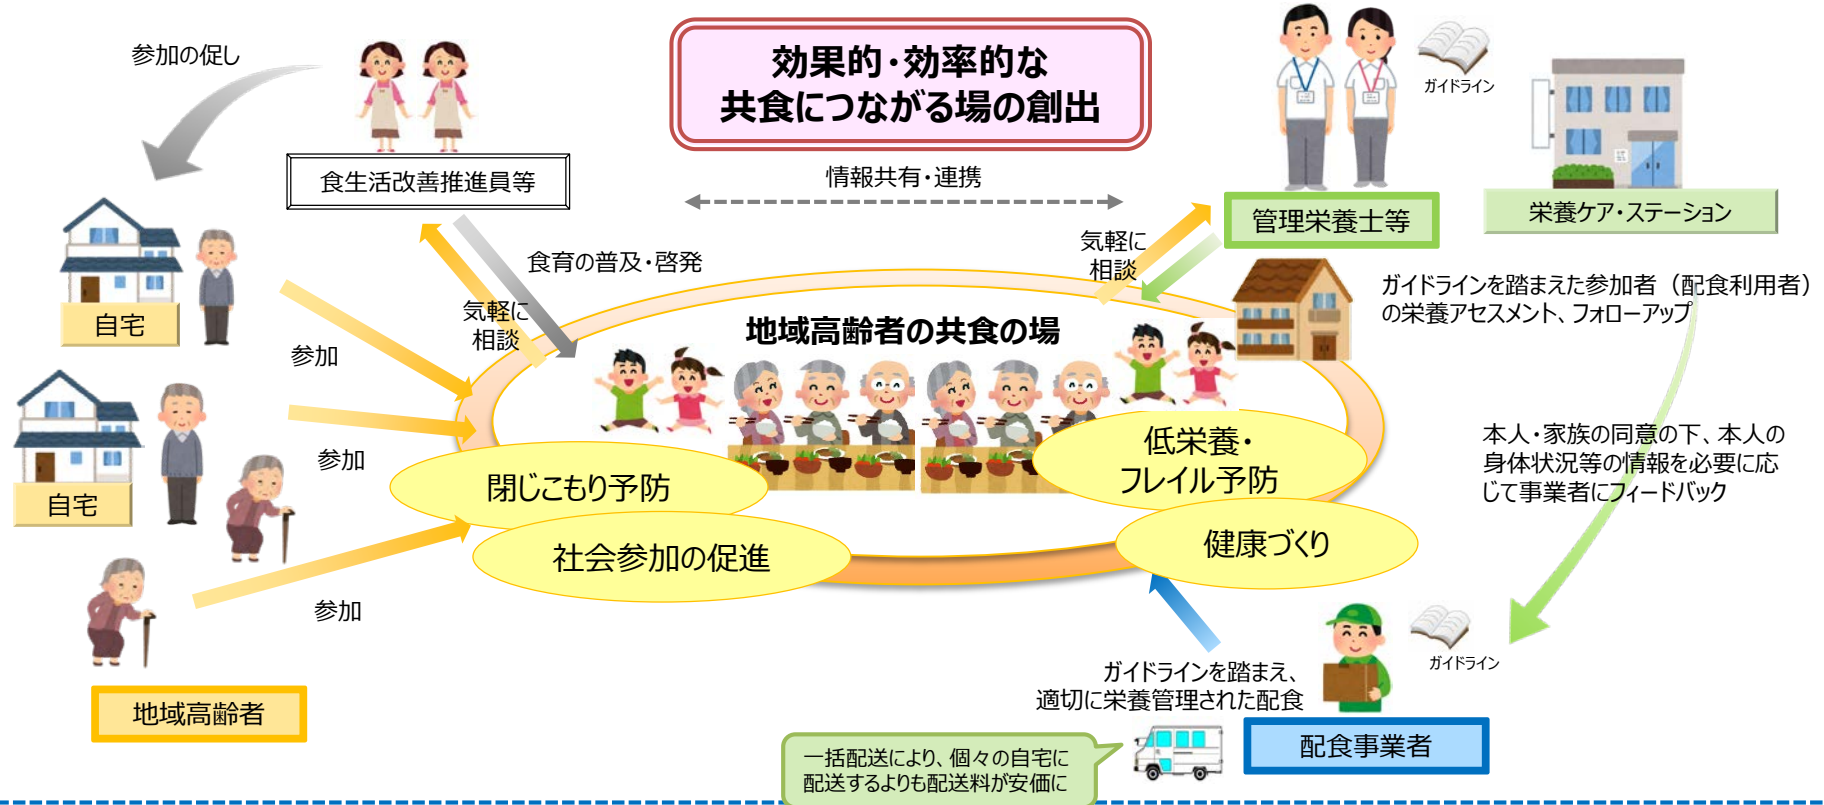 効果的・効率的な
共食につながる場の創出
参加の促し
食生活改善推進員等
情報共有・連携
ガイドライン
管理栄養士等
栄養ケア・ステーション
自宅
参加
気軽に
相談
食育の普及・啓発
気軽に
相談
ガイドラインを踏まえた参加者（配食利用者）
の栄養アセスメント、フォローアップ
地域高齢者の共食の場
自宅
参加
閉じこもり予防
低栄養・
フレイル予防
社会参加の促進
健康づくり
本人・家族の同意の下、本人の
身体状況等の情報を必要に応
じて事業者にフィードバック
参加
地域高齢者
ガイドライン
ガイドラインを踏まえ、
適切に栄養管理された配食
配食事業者
一括配送により、個々の自宅に
配送するよりも配送料が安価に